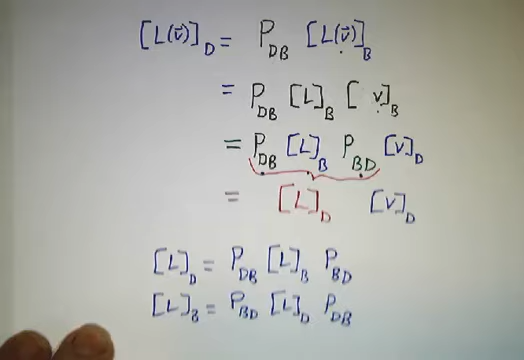 [L(v⃗)]_D = P_DB [L(v⃗)]_B
= P_DB [L]_B [v]_B
= P_DB [L]_B P_BD [v]_D
= [L]_D [v]_D
[L]_D = P_DB [L]_B P_BD
[L]_B = P_BD [L]_D P_DB